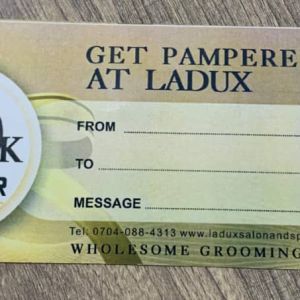 GET PAMPERE
AT LADUX
K
R
FROM
TO
MESSAGE
Tel: 0704-088-4313 www.laduxsalonandsp
WHOLESOME GROOMING